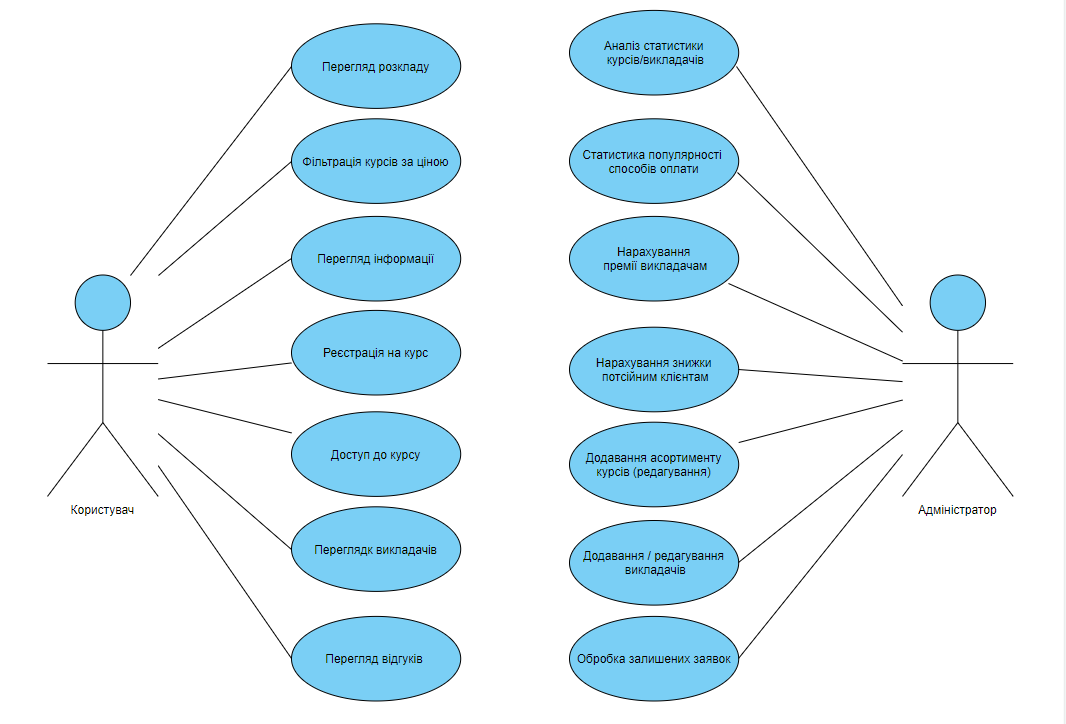 Перегляд розкладу
Фільтрація курсів за ціною
Перегляд інформації
Реєстрація на курс
Доступ до курсу
Переглядк викладачів
Перегляд відгуків
Користувач
Аналіз статистики
курсів/викладачів
Статистика популярності
способів оплати
Нарахування
премії викладачам
Нарахування знижки
потсійним клієнтам
Додавання асортименту
курсів (редагування)
Додавання / редагування
викладачів
Обробка залишених заявок
Адміністратор